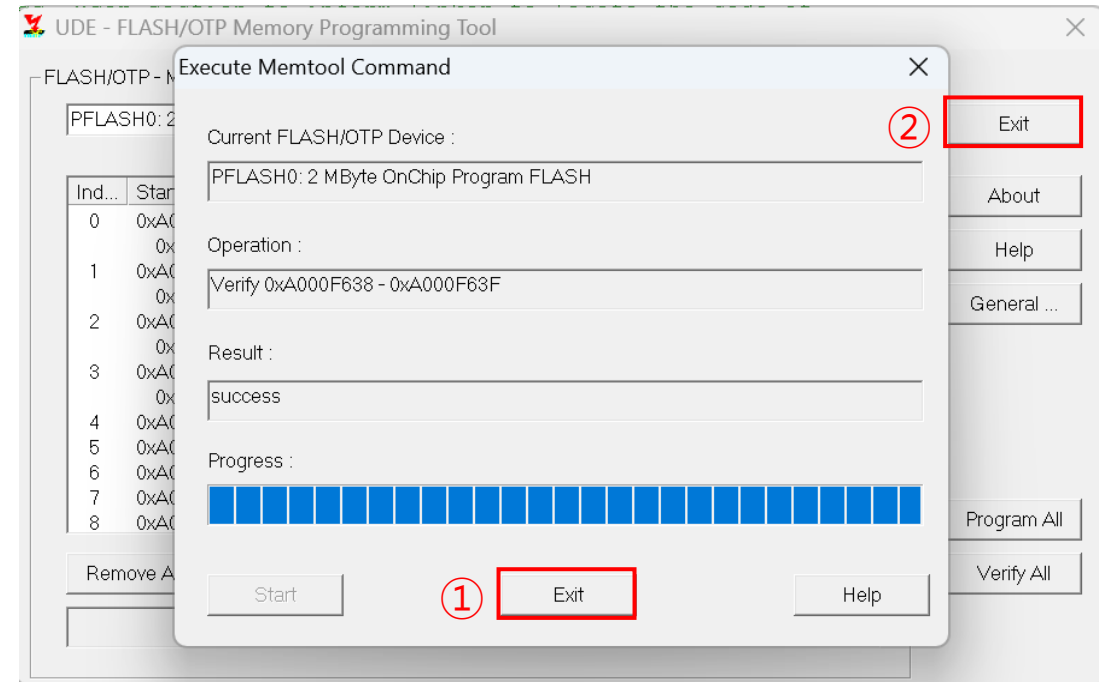 UDE - FLASH/OTP Memory Programming Tool
Execute Memtool Command
FLASH/OTP - M
PFLASH0: 2
②
Exit
Current FLASH/OTP Device :
PFLASH0: 2 MByte OnChip Program FLASH
Ind...
Star
About
0 0xA0
0x
Operation :
Help
1 0xA0
0x
Verify 0xA000F638 - 0xA000F63F
General ...
2 0xA0
0x
Result :
3 0xA0
0x
success
4 0xA0
5 0xA0
Progress :
6 0xA0
7 0xA0
8 0xA0
Program All
Remove A
Start
①
Exit
Help
Verify All